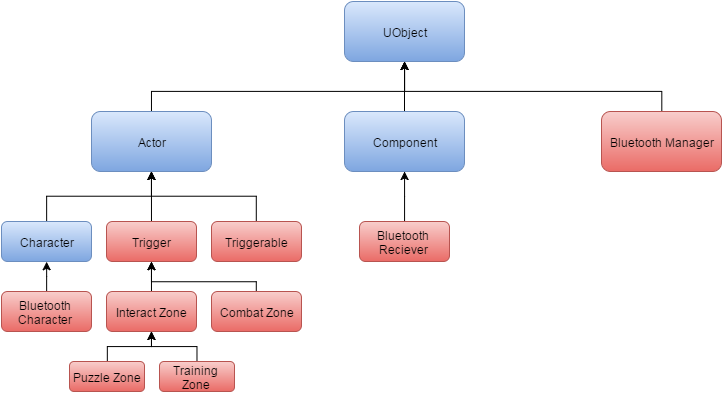 UObject
Actor
Component
Bluetooth Manager
Character
Trigger
Triggerable
Bluetooth
Reciever
Bluetooth
Character
Interact Zone
Combat Zone
Puzzle Zone
Training
Zone